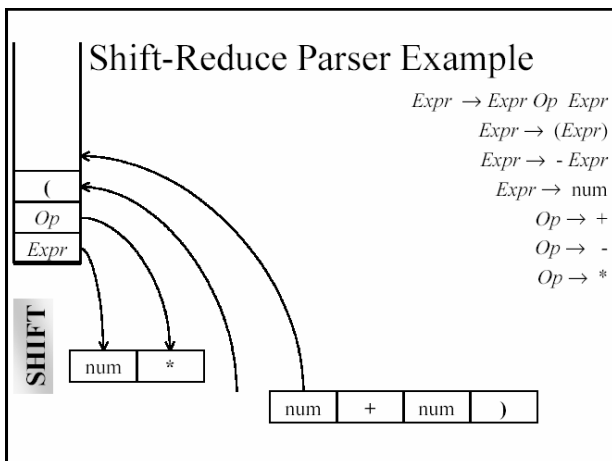 Shift-Reduce Parser Example
Expr → Expr Op Expr
Expr → (Expr)
Expr → - Expr
Expr → num
Op → +
Op → -
Op → *
(
Op
Expr
SHIFT
num *
num + num )